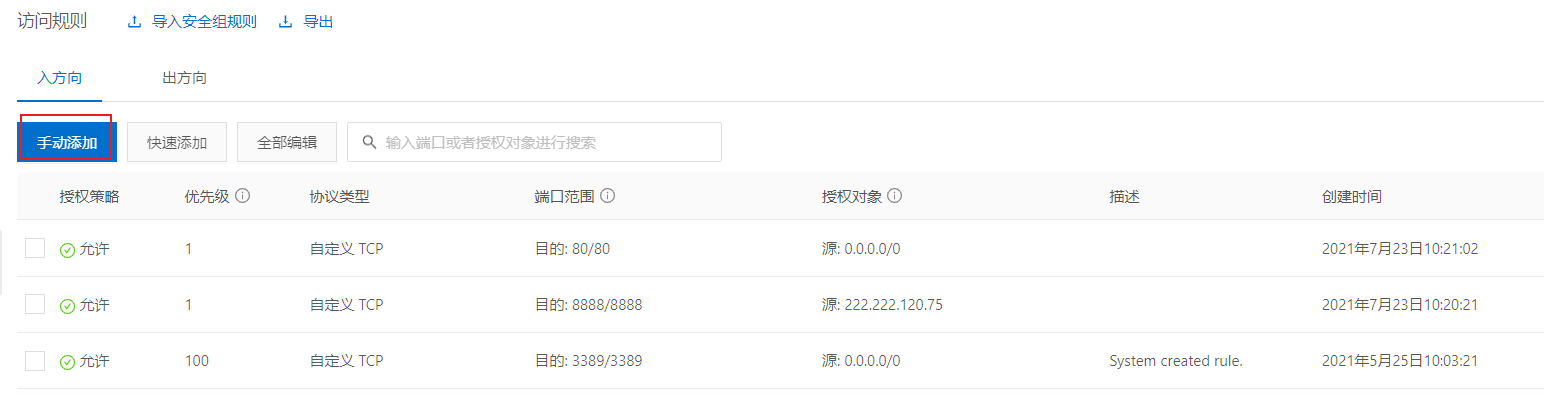 访问规则 导入安全组规则 导出
入方向 出方向
手动添加 快速添加 全部编辑 输入端口或者授权对象进行搜索
授权策略 优先级 协议类型 端口范围 授权对象 描述 创建时间
允许 1 自定义 TCP 目的: 80/80 源: 0.0.0.0/0 2021年7月23日10:21:02
允许 1 自定义 TCP 目的: 8888/8888 源: 222.222.120.75 2021年7月23日10:20:21
允许 100 自定义 TCP 目的: 3389/3389 源: 0.0.0.0/0 System created rule. 2021年5月25日10:03:21